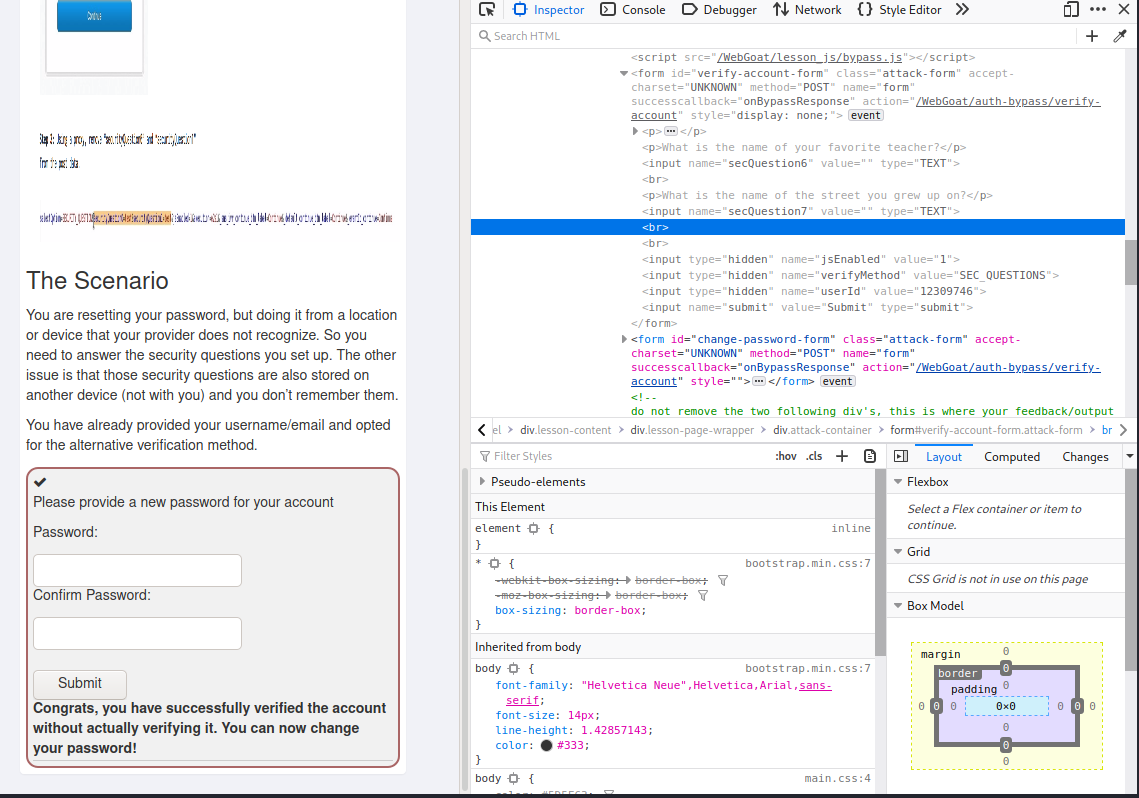 Continue
Inspector
Console
Debugger
Network
Style Editor
Search HTML
<script src="/WebGoat/lesson_js/bypass.js"></script>
<form id="verify-account-form" class="attack-form" accept-
charset="UNKNOWN" method="POST" name="form"
successcallback="onBypassResponse" action="/WebGoat/auth-bypass/verify-
account" style="display: none;"> event
<p>⋯</p>
<p>What is the name of your favorite teacher?</p>
<input name="secQuestion6" value="" type="TEXT">
<br>
<p>What is the name of the street you grew up on?</p>
<input name="secQuestion7" value="" type="TEXT">
<br>
<br>
<input type="hidden" name="jsEnabled" value="1">
<input type="hidden" name="verifyMethod" value="SEC_QUESTIONS">
<input type="hidden" name="userId" value="12309746">
<input name="submit" value="Submit" type="submit">
</form>
<form id="change-password-form" class="attack-form" accept-
charset="UNKNOWN" method="POST" name="form"
successcallback="onBypassResponse" action="/WebGoat/auth-bypass/verify-
account" style="">⋯</form> event
<!--
do not remove the two following div's, this is where your feedback/output
el > div.lesson-content > div.lesson-page-wrapper > div.attack-container > form#verify-account-form.attack-form > br
Using a proxy, remove "securityQuestion0" and "securityQuestion1"
from the post data
The Scenario
You are resetting your password, but doing it from a location
or device that your provider does not recognize. So you
need to answer the security questions you set up. The other
issue is that those security questions are also stored on
another device (not with you) and you don't remember them.
You have already provided your username/email and opted
for the alternative verification method.
✔
Please provide a new password for your account
Password:
Confirm Password:
Submit
Congrats, you have successfully verified the account
without actually verifying it. You can now change
your password!
Filter Styles
:hov .cls
Pseudo-elements
This Element
element { inline
}
* { bootstrap.min.css:7
-webkit-box-sizing: border-box;
-moz-box-sizing: border-box;
box-sizing: border-box;
}
Inherited from body
body { bootstrap.min.css:7
font-family: "Helvetica Neue",Helvetica,Arial,sans-
serif;
font-size: 14px;
line-height: 1.42857143;
color: #333;
}
body { main.css:4
Layout
Computed
Changes
Flexbox
Select a Flex container or item to
continue.
Grid
CSS Grid is not in use on this page
Box Model
margin 0
border 0
padding 0
0 0 0 0×0 0 0 0
0
0
0